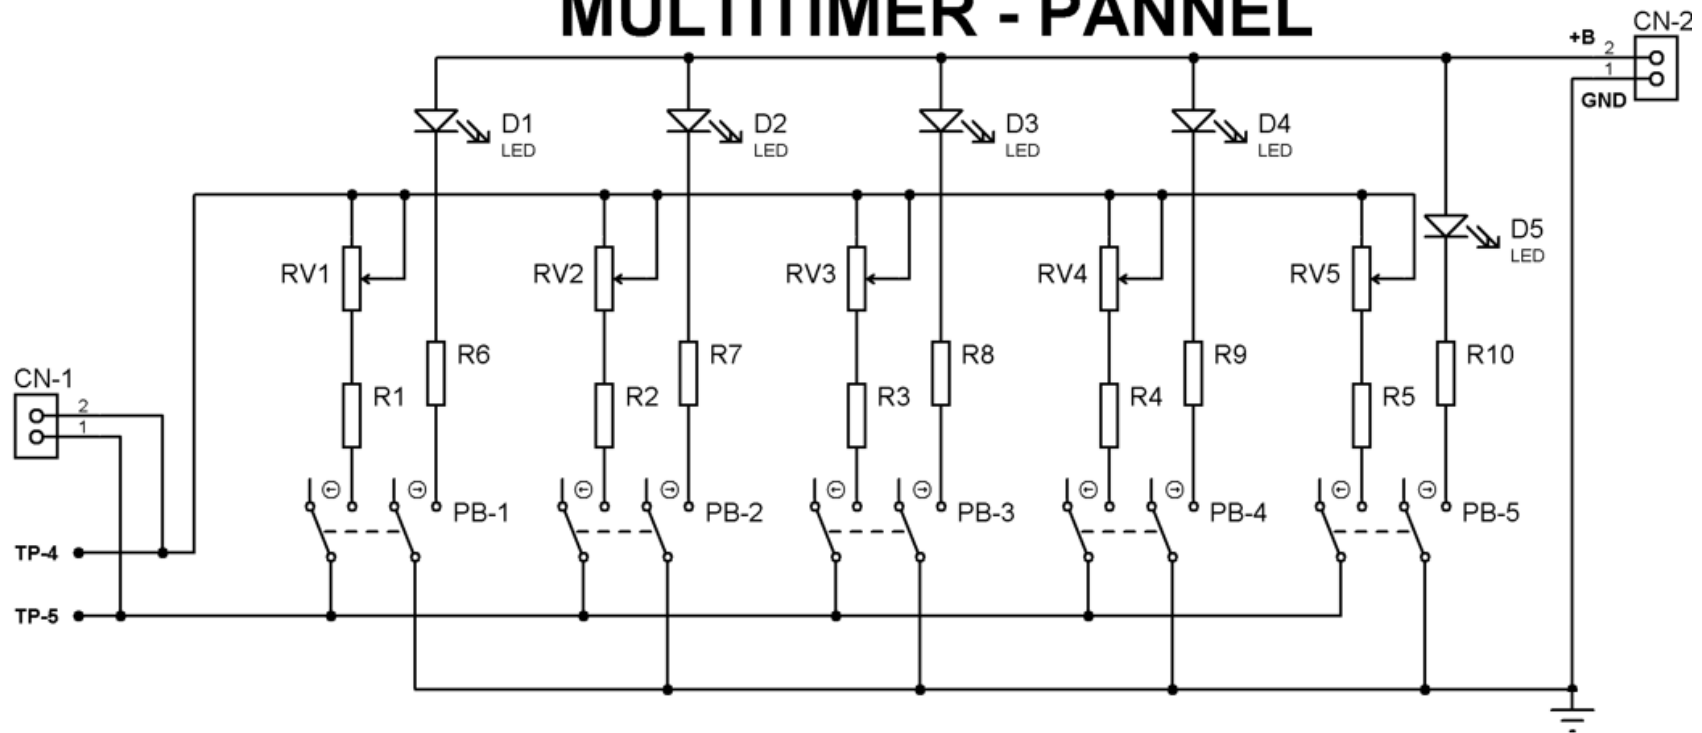 MULTITIMER - PANNEL
CN-2
+B
2
1
GND
D1
LED
D2
LED
D3
LED
D4
LED
D5
LED
RV1
RV2
RV3
RV4
RV5
R6
R7
R8
R9
R10
CN-1
2
1
R1
R2
R3
R4
R5
PB-1
PB-2
PB-3
PB-4
PB-5
TP-4
TP-5